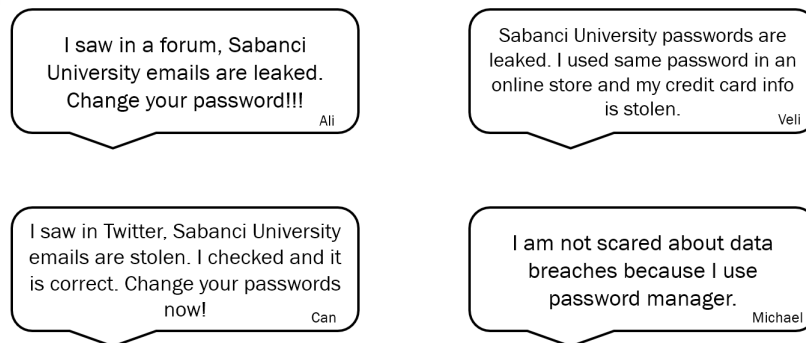 I saw in a forum, Sabanci
University emails are leaked.
Change your password!!!
Ali
Sabanci University passwords are
leaked. I used same password in an
online store and my credit card info
is stolen.
Veli
I saw in Twitter, Sabanci University
emails are stolen. I checked and it
is correct. Change your passwords
now!
Can
I am not scared about data
breaches because I use
password manager.
Michael